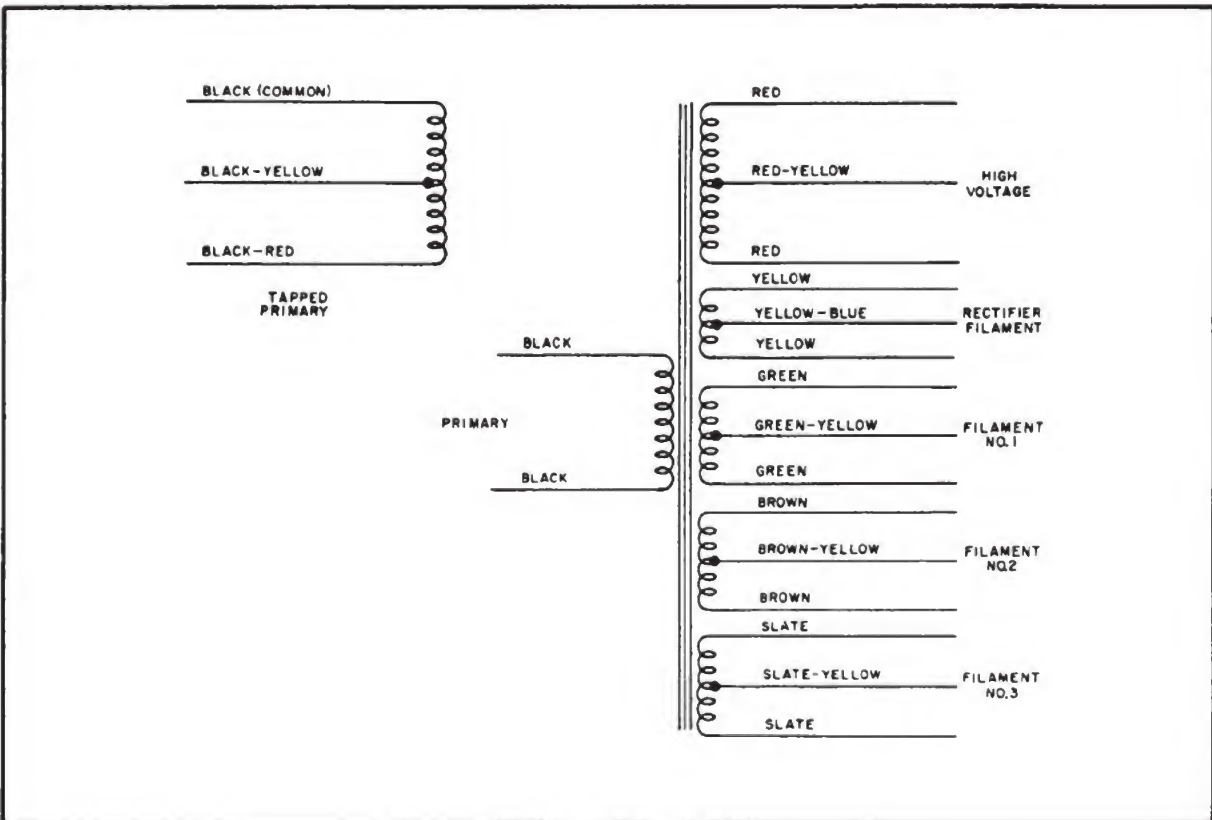 BLACK (COMMON)
BLACK-YELLOW
BLACK-RED
TAPPED
PRIMARY
BLACK
PRIMARY
BLACK
RED
RED-YELLOW
HIGH
VOLTAGE
RED
YELLOW
YELLOW-BLUE
RECTIFIER
FILAMENT
YELLOW
GREEN
GREEN-YELLOW
FILAMENT
NO.1
GREEN
BROWN
BROWN-YELLOW
FILAMENT
NO.2
BROWN
SLATE
SLATE-YELLOW
FILAMENT
NO.3
SLATE